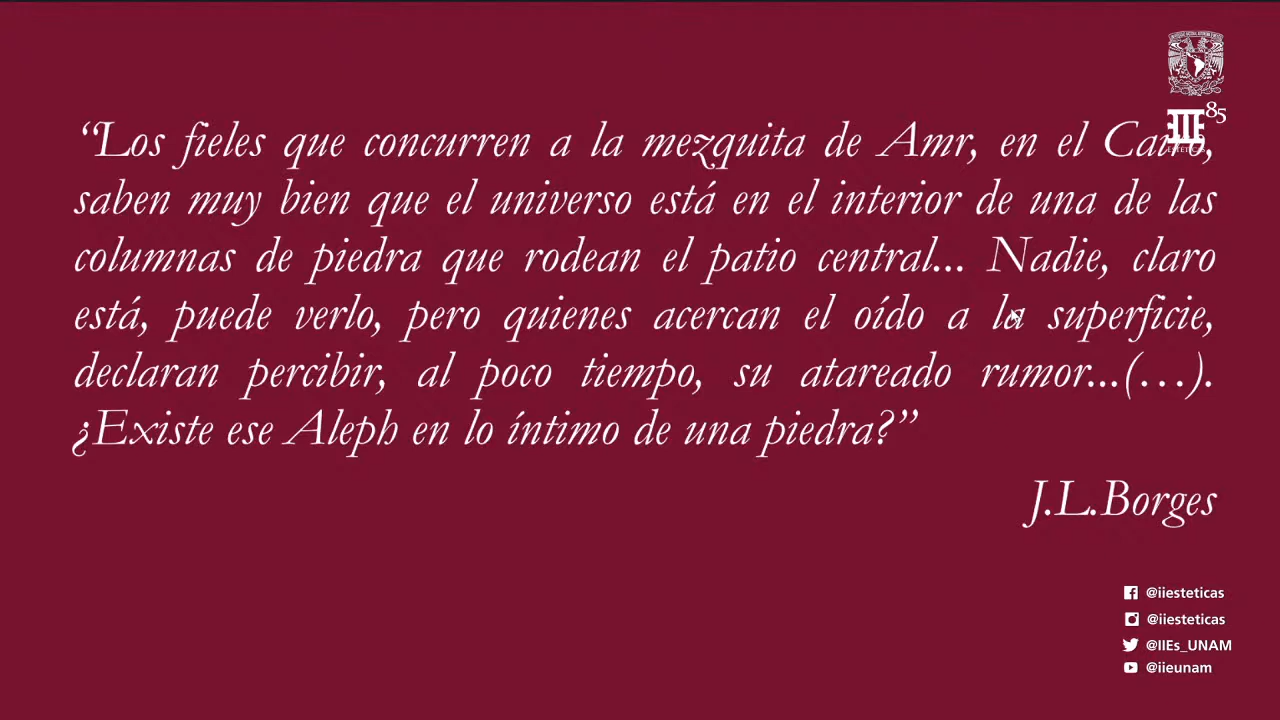 “Los fieles que concurren a la mezquita de Amr, en el
saben muy bien que el universo está en el interior de una de las
columnas de piedra que rodean el patio central... Nadie, claro
está, puede verlo, pero quienes acercan el oído a la superficie,
declaran percibir, al poco tiempo, su atareado rumor...(…).
¿Existe ese Aleph en lo íntimo de una piedra?”
J.L.Borges
85
ESTÉTICAS
@iiesteticas
@iiesteticas
@IIEs_UNAM
@iieunam